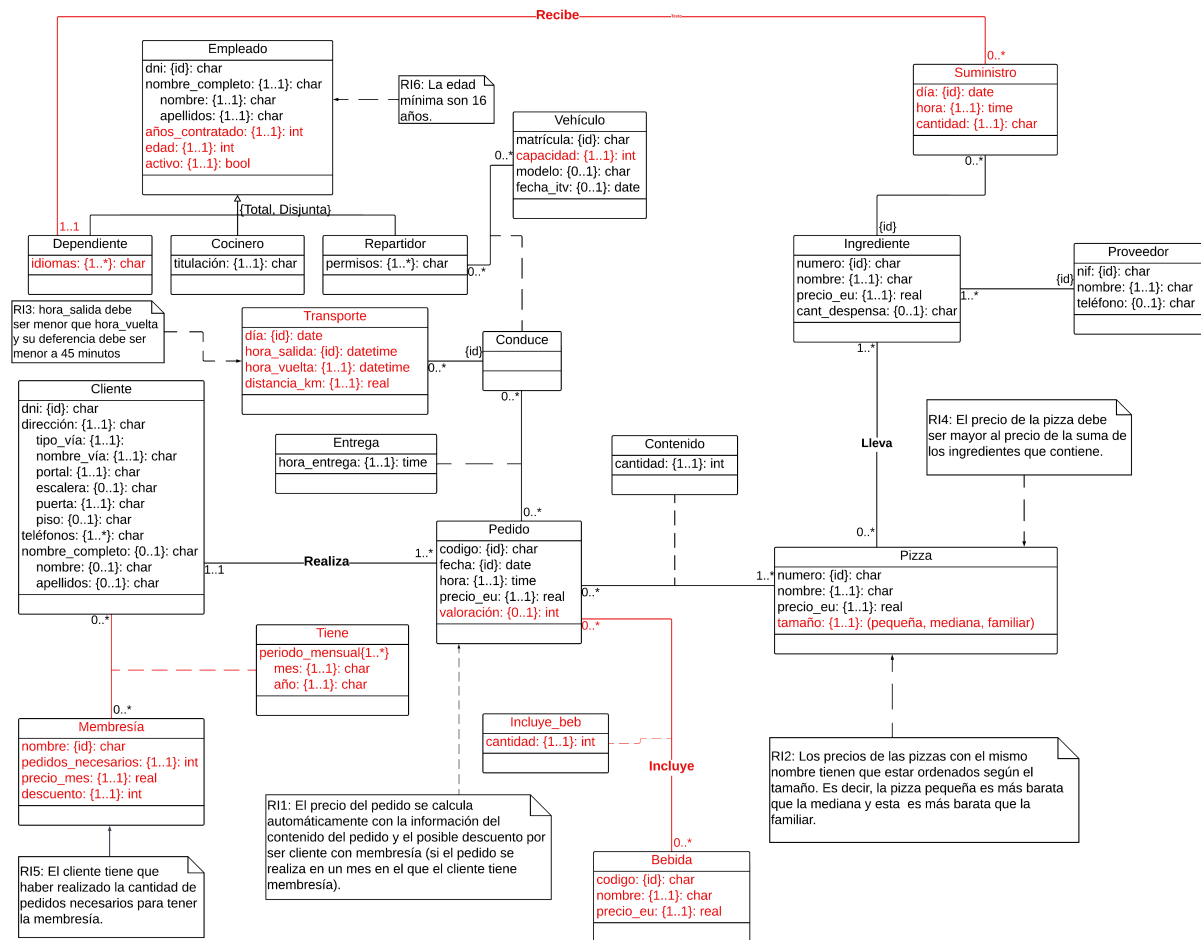 Recibe
Empleado
dni: {id}: char
nombre_completo: {1..1}: char
nombre: {1..1}: char
apellidos: {1..1}: char
años_contratado: {1..1}: int
edad: {1..1}: int
activo: {1..1}: bool
RI6: La edad
mínima son 16
años.
Vehículo
matrícula: {id}: char
capacidad: {1..1}: int
modelo: {0..1}: char
fecha_itv: {0..1}: date
0..*
0..*
Suministro
día: {id}: date
hora: {1..1}: time
cantidad: {1..1}: char
0..*
{id}
{Total, Disjunta}
1..1
Dependiente
idiomas: {1..*}: char
Cocinero
titulación: {1..1}: char
Repartidor
permisos: {1..*}: char
0..*
Ingrediente
numero: {id}: char
nombre: {1..1}: char
precio_eu: {1..1}: real
cant_despensa: {0..1}: char
1..*
{id}
Proveedor
nif: {id}: char
nombre: {1..1}: char
teléfono: {0..1}: char
RI3: hora_salida debe
ser menor que hora_vuelta
y su deferencia debe ser
menor a 45 minutos
Transporte
día: {id}: date
hora_salida: {id}: datetime
hora_vuelta: {1..1}: datetime
distancia_km: {1..1}: real
0..*
{id}
Conduce
0..*
1..*
Cliente
dni: {id}: char
dirección: {1..1}: char
tipo_vía: {1..1}:
nombre_vía: {1..1}: char
portal: {1..1}: char
escalera: {0..1}: char
puerta: {1..1}: char
piso: {0..1}: char
teléfonos: {1..*}: char
nombre_completo: {0..1}: char
nombre: {0..1}: char
apellidos: {0..1}: char
Entrega
hora_entrega: {1..1}: time
Contenido
cantidad: {1..1}: int
Lleva
RI4: El precio de la pizza debe
ser mayor al precio de la suma de
los ingredientes que contiene.
0..*
0..*
1..1
Realiza
1..*
Pedido
codigo: {id}: char
fecha: {id}: date
hora: {1..1}: time
precio_eu: {1..1}: real
valoración: {0..1}: int
0..*
1..*
Pizza
numero: {id}: char
nombre: {1..1}: char
precio_eu: {1..1}: real
tamaño: {1..1}: (pequeña, mediana, familiar)
0..*
0..*
Tiene
periodo_mensual{1..*}
mes: {1..1}: char
año: {1..1}: char
0..*
Membresía
nombre: {id}: char
pedidos_necesarios: {1..1}: int
precio_mes: {1..1}: real
descuento: {1..1}: int
Incluye_beb
cantidad: {1..1}: int
Incluye
RI2: Los precios de las pizzas con el mismo
nombre tienen que estar ordenados según el
tamaño. Es decir, la pizza pequeña es más barata
que la mediana y esta es más barata que la
familiar.
RI1: El precio del pedido se calcula
automáticamente con la información del
contenido del pedido y el posible descuento por
ser cliente con membresía (si el pedido se
realiza en un mes en el que el cliente tiene
membresía).
0..*
Bebida
codigo: {id}: char
nombre: {1..1}: char
precio_eu: {1..1}: real
RI5: El cliente tiene que
haber realizado la cantidad de
pedidos necesarios para tener
la membresía.